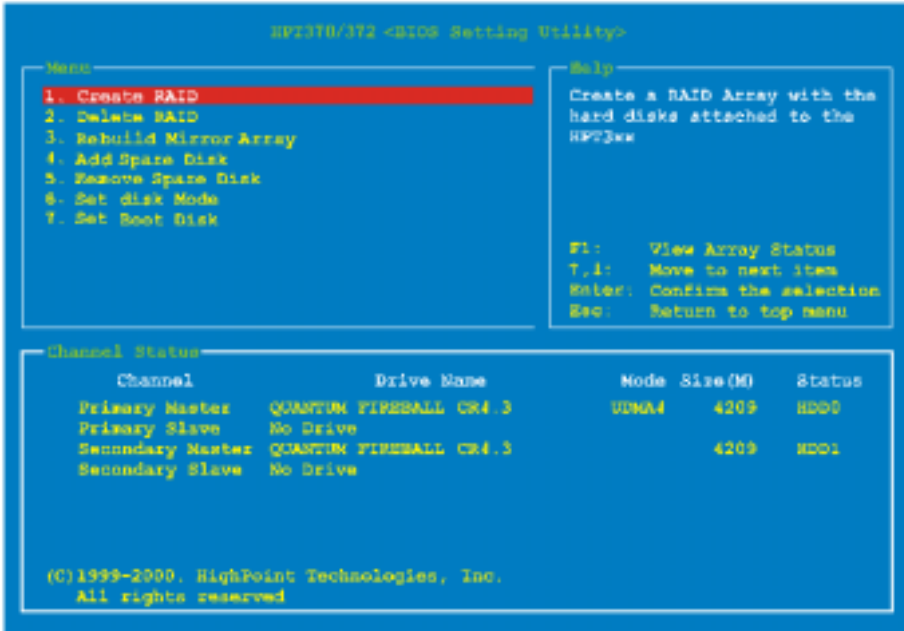 HPT370/372 <BIOS Setting Utility>
Menu
1. Create RAID
2. Delete RAID
3. Rebuild Mirror Array
4. Add Spare Disk
5. Remove Spare Disk
6. Set disk Mode
7. Set Boot Disk
Help
Create a RAID Array with the
hard disks attached to the
HPT3xx
F1: View Array Status
↑,↓: Move to next item
Enter: Confirm the selection
Esc: Return to top menu
Channel Status
Channel Drive Name Mode Size(M) Status
Primary Master QUANTUM FIREBALL CR4.3 UDMA4 4209 HDD0
Primary Slave No Drive
Secondary Master QUANTUM FIREBALL CR4.3 4209 HDD1
Secondary Slave No Drive
(C)1999-2000. HighPoint Technologies, Inc.
All rights reserved